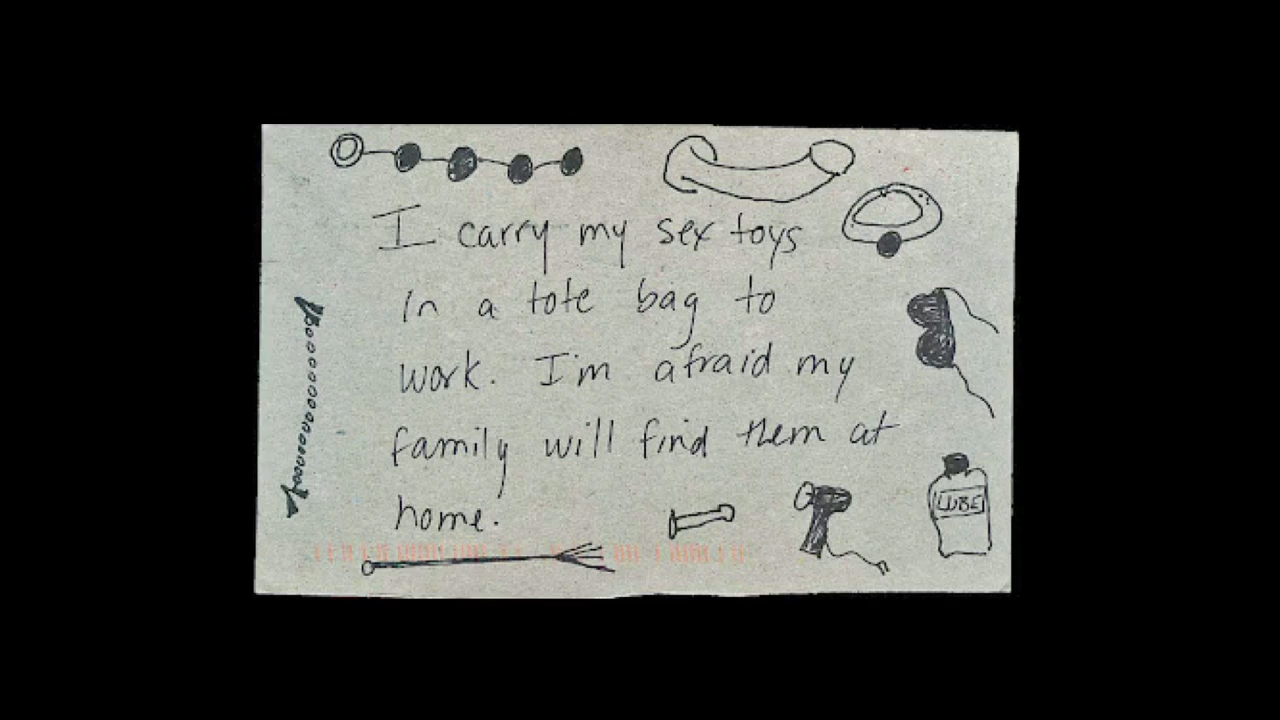 I carry my sex toys
in a tote bag to
work. I'm afraid my
family will find them at
home.
LUBE